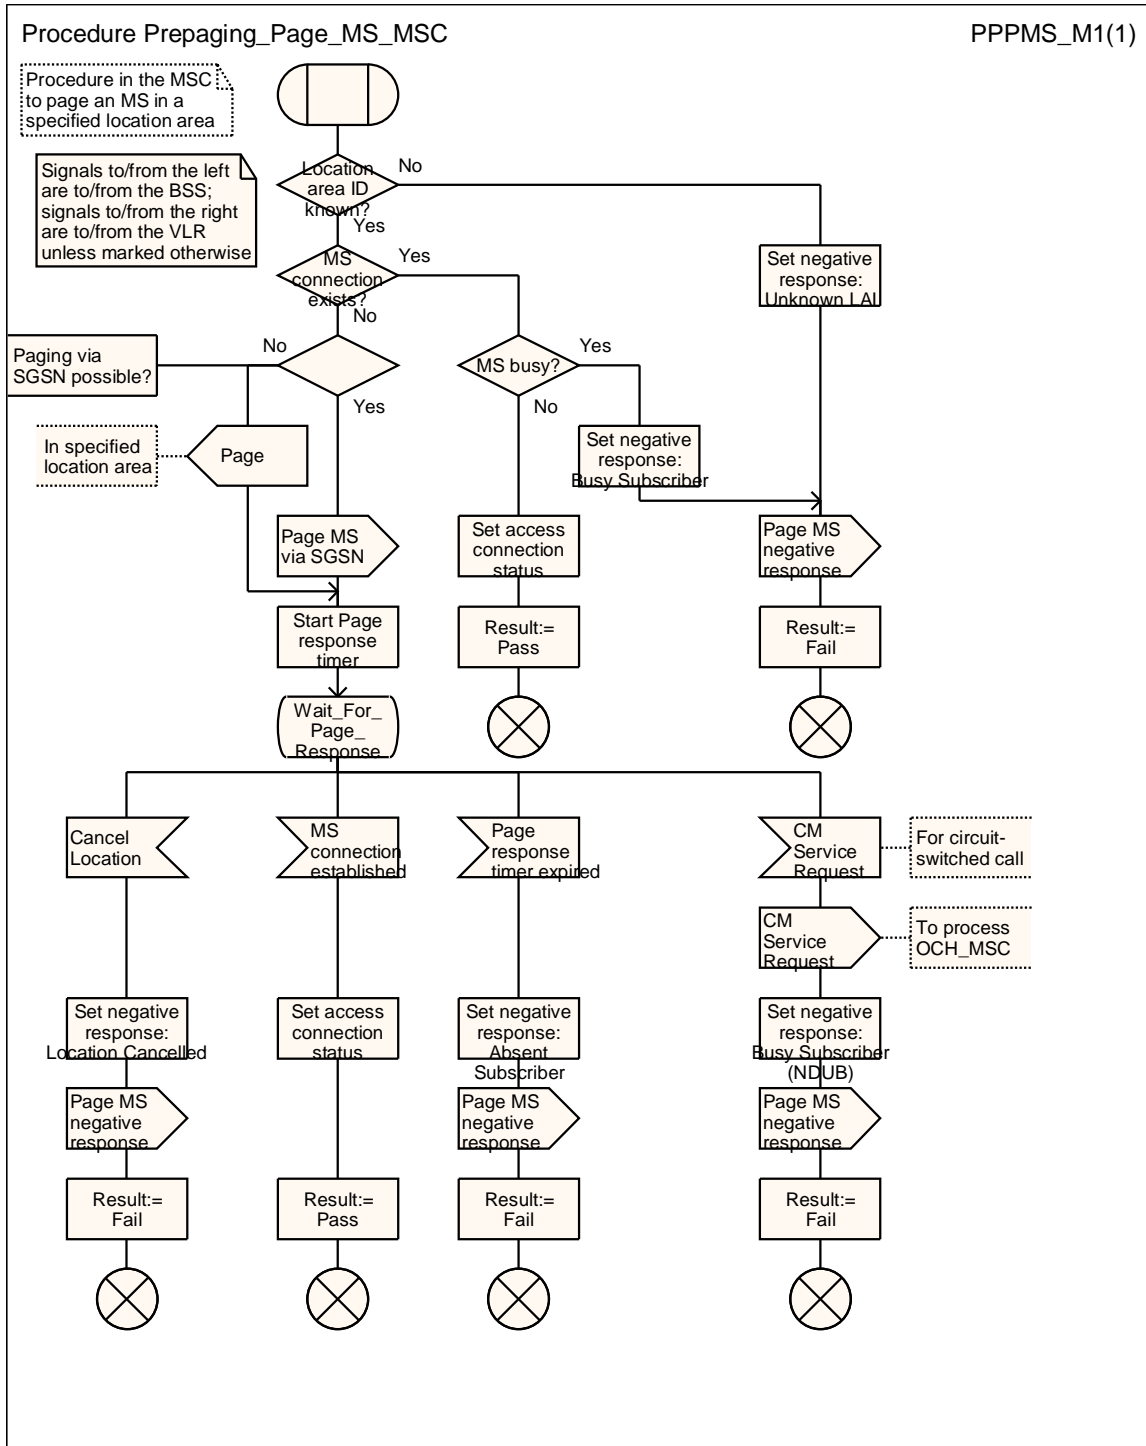 Procedure Prepaging_Page_MS_MSC
PPPMS_M1(1)
Procedure in the MSC
to page an MS in a
specified location area
Signals to/from the left
are to/from the BSS;
signals to/from the right
are to/from the VLR
unless marked otherwise
Location
area ID
known?
No
Yes
MS
connection
exists?
Yes
No
Set negative
response:
Unknown LAI
Paging via
SGSN possible?
No
Yes
MS busy?
Yes
No
In specified
location area
Page
Set negative
response:
Busy Subscriber
Page MS
via SGSN
Set access
connection
status
Page MS
negative
response
Start Page
response
timer
Result:=
Pass
Result:=
Fail
Wait_For_
Page_
Response
Cancel
Location
MS
connection
established
Page
response
timer expired
CM
Service
Request
For circuit-
switched call
CM
Service
Request
To process
OCH_MSC
Set negative
response:
Location Cancelled
Set access
connection
status
Set negative
response:
Absent
Subscriber
Set negative
response:
Busy Subscriber
(NDUB)
Page MS
negative
response
Page MS
negative
response
Page MS
negative
response
Result:=
Fail
Result:=
Pass
Result:=
Fail
Result:=
Fail